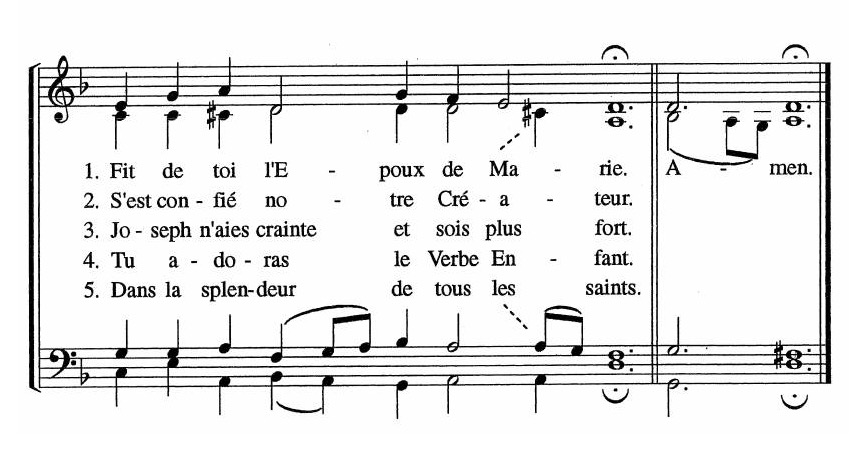 1. Fit de toi l'E - poux de Ma - rie. A - men.
2. S'est con - fié no - tre Cré - a - teur.
3. Jo - seph n'aies crainte et sois plus fort.
4. Tu a - do - ras le Verbe En - fant.
5. Dans la splen-deur de tous les saints.